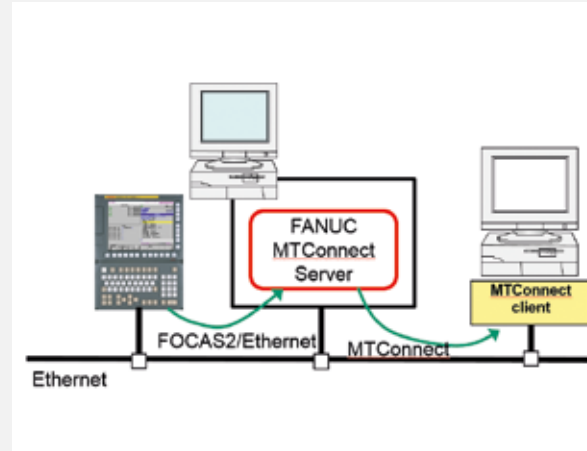 FANUC
MTConnect
Server
MTConnect
client
FOCAS2/Ethernet
MTConnect
Ethernet